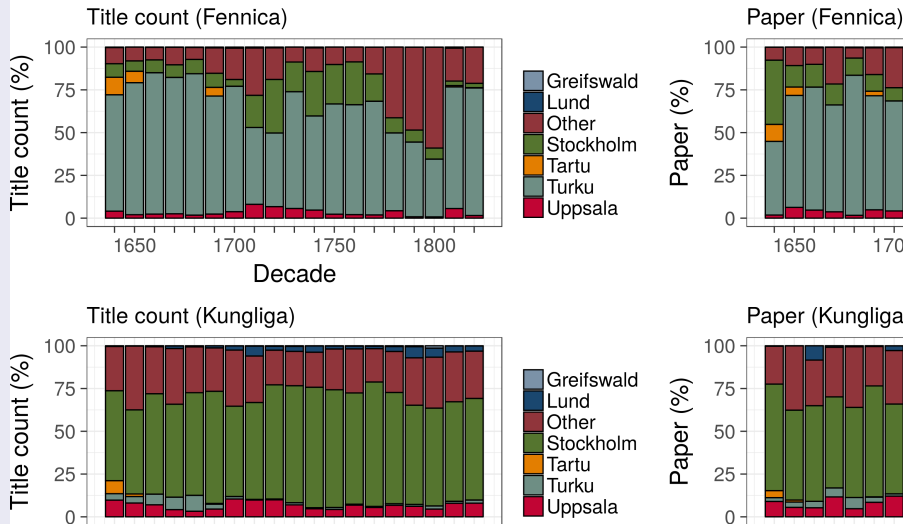 Title count (Fennica)
Title count (%)
100
75
50
25
0
1650
1700
1750
1800
Decade
Greifswald
Lund
Other
Stockholm
Tartu
Turku
Uppsala
Paper (Fennica)
Paper (%)
100
75
50
25
0
1650
170
Title count (Kungliga)
Title count (%)
100
75
50
25
0
Greifswald
Lund
Other
Stockholm
Tartu
Turku
Uppsala
Paper (Kungliga
Paper (%)
100
75
50
25
0